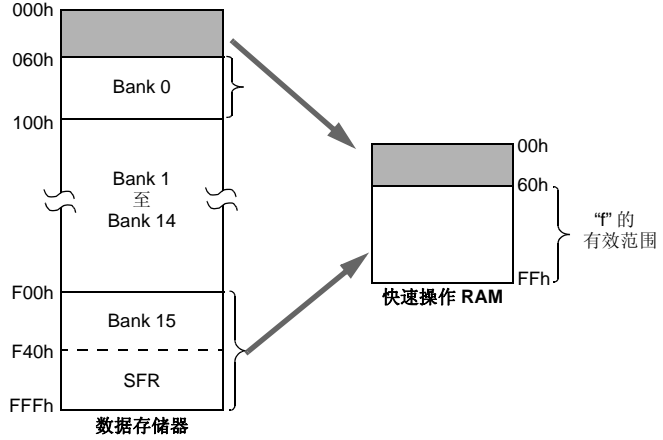 000h
060h
Bank 0
100h
Bank 1
至
Bank 14
F00h
Bank 15
F40h
SFR
FFFh
数据存储器
00h
60h
“f” 的
有效范围
FFh
快速操作 RAM